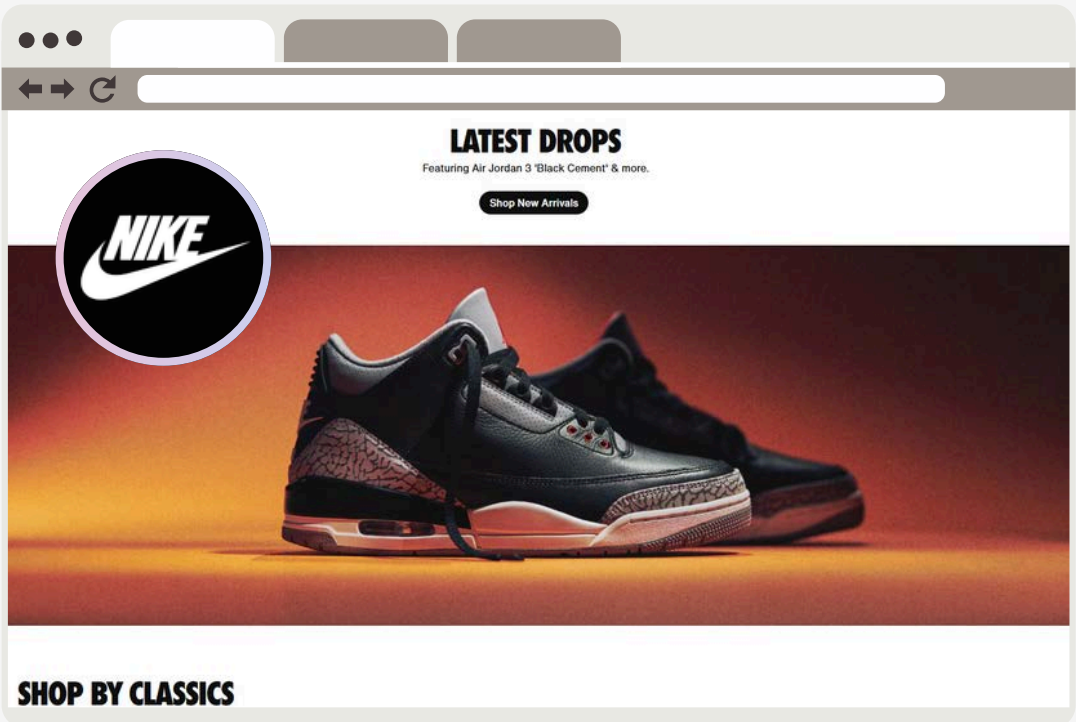 LATEST DROPS
Featuring Air Jordan 3 'Black Cement' & more.
Shop New Arrivals
NIKE
SHOP BY CLASSICS